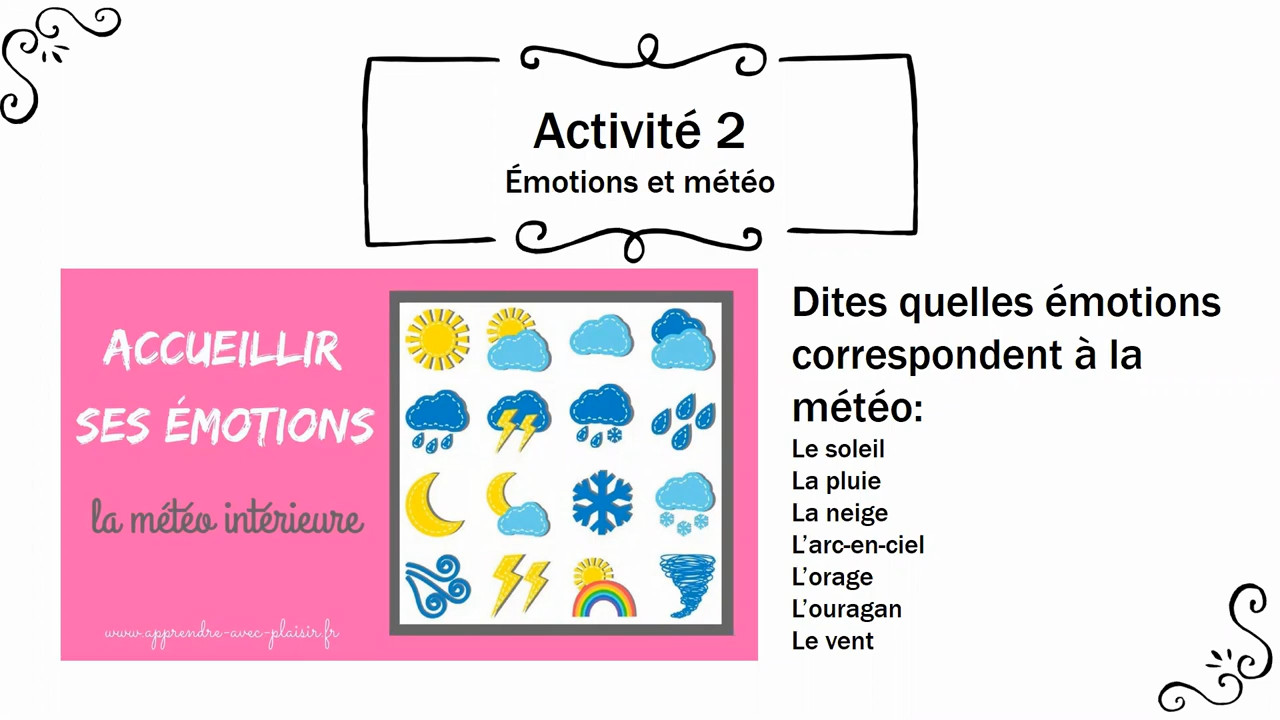 Activité 2
Émotions et météo
ACCUEILLIR
SES ÉMOTIONS
la météo intérieure
www.apprendre-avec-plaisir.fr
Dites quelles émotions
correspondent à la
météo:
Le soleil
La pluie
La neige
L'arc-en-ciel
L'orage
L'ouragan
Le vent